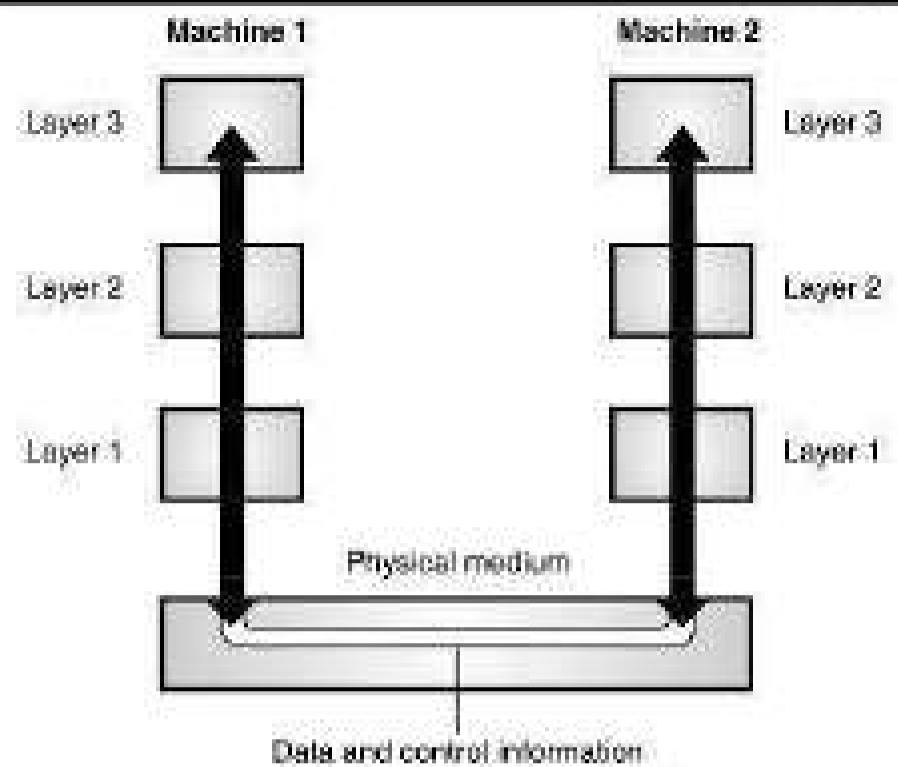 Machine 1 Machine 2
Layer 3 Layer 3
Layer 2 Layer 2
Layer 1 Layer 1
Physical medium
Data and control information